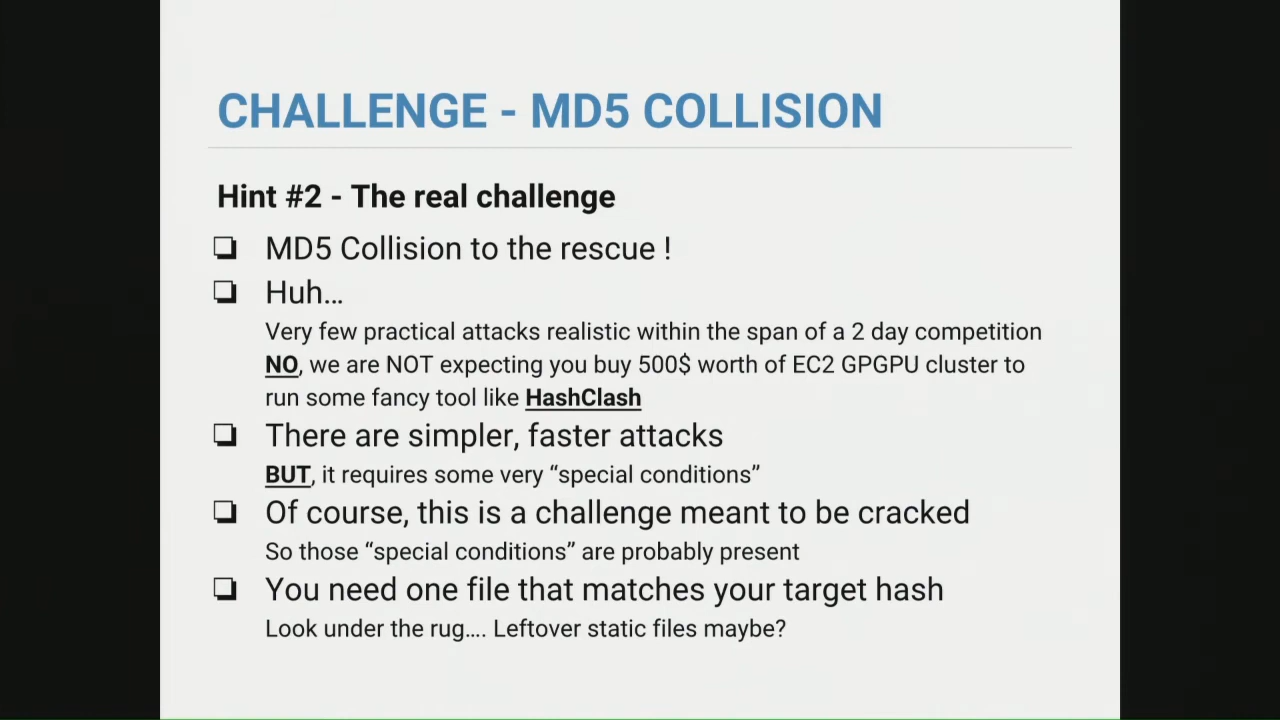 CHALLENGE - MD5 COLLISION
Hint #2 - The real challenge
❏ MD5 Collision to the rescue !
❏ Huh…
Very few practical attacks realistic within the span of a 2 day competition
NO, we are NOT expecting you buy 500$ worth of EC2 GPGPU cluster to
run some fancy tool like HashClash
❏ There are simpler, faster attacks
BUT, it requires some very “special conditions”
❏ Of course, this is a challenge meant to be cracked
So those “special conditions” are probably present
❏ You need one file that matches your target hash
Look under the rug…. Leftover static files maybe?